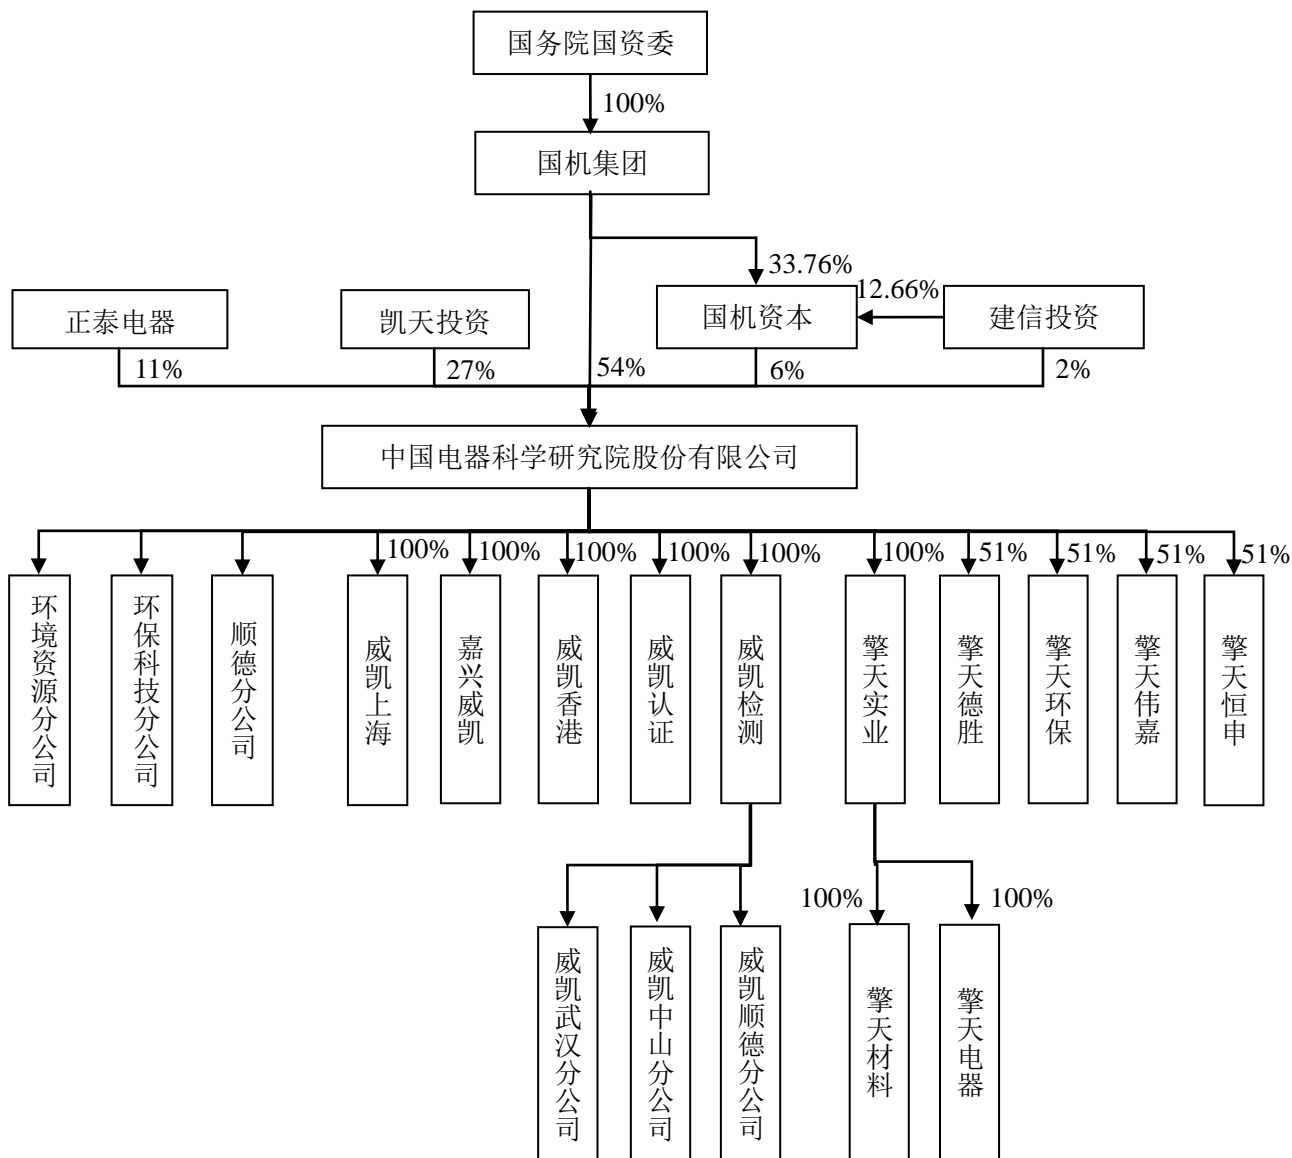 国务院国资委
100%
国机集团
33.76%
12.66%
正泰电器
凯天投资
国机资本
建信投资
11%
27%
54%
6%
2%
中国电器科学研究院股份有限公司
100%
100%
100%
100%
100%
100%
51%
51%
51%
51%
环境资源分公司
环保科技分公司
顺德分公司
威凯上海
嘉兴威凯
威凯香港
威凯认证
威凯检测
擎天实业
擎天德胜
擎天环保
擎天伟嘉
擎天恒申
100%
100%
威凯武汉分公司
威凯中山分公司
威凯顺德分公司
擎天材料
擎天电器